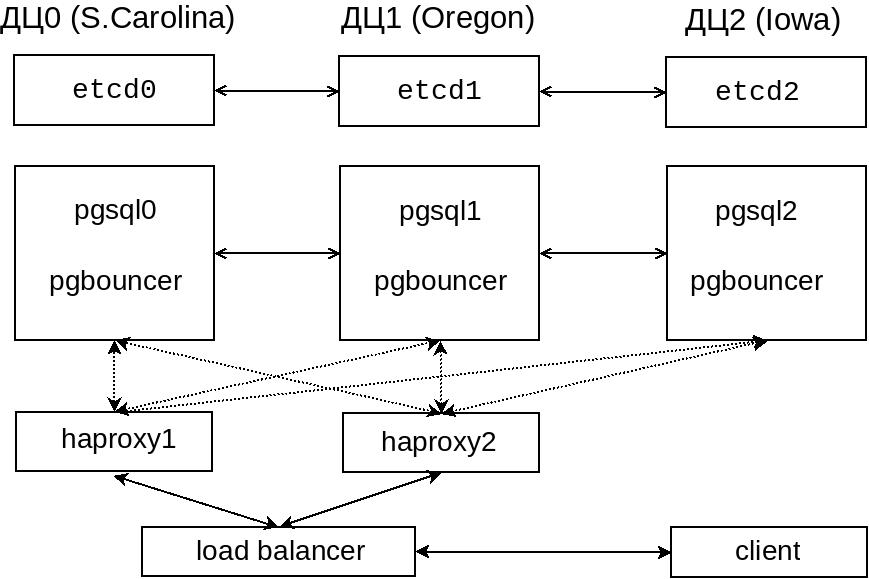 ДЦ0 (S.Carolina)
ДЦ1 (Oregon)
ДЦ2 (Iowa)
etcd0
etcd1
etcd2
pgsql0
pgbouncer
pgsql1
pgbouncer
pgsql2
pgbouncer
haproxy1
haproxy2
load balancer
client